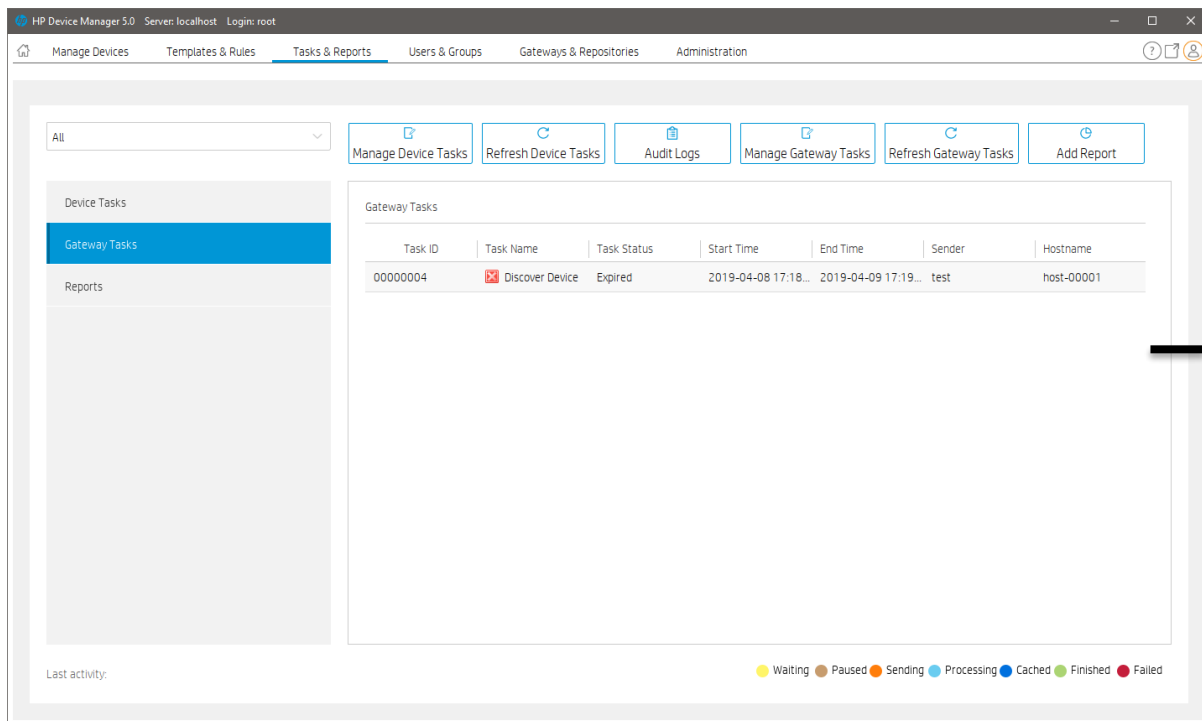 HP Device Manager 5.0 Server: localhost Login: root
Manage Devices Templates & Rules Tasks & Reports Users & Groups Gateways & Repositories Administration
All
Manage Device Tasks Refresh Device Tasks Audit Logs Manage Gateway Tasks Refresh Gateway Tasks Add Report
Device Tasks
Gateway Tasks
Reports
Gateway Tasks
Task ID Task Name Task Status Start Time End Time Sender Hostname
00000004 Discover Device Expired 2019-04-08 17:18... 2019-04-09 17:19... test host-00001
Last activity:
Waiting Paused Sending Processing Cached Finished Failed